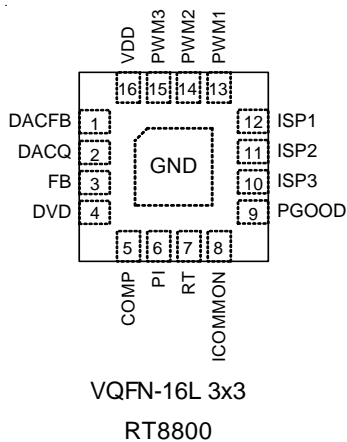 VDD PWM3 PWM2 PWM1
16 15 14 13
DACFB 1 12 ISP1
DACQ 2 11 ISP2
GND
FB 3 10 ISP3
DVD 4 9 PGOOD
5 6 7 8
COMP PI RT ICOMMON
VQFN-16L 3x3
RT8800